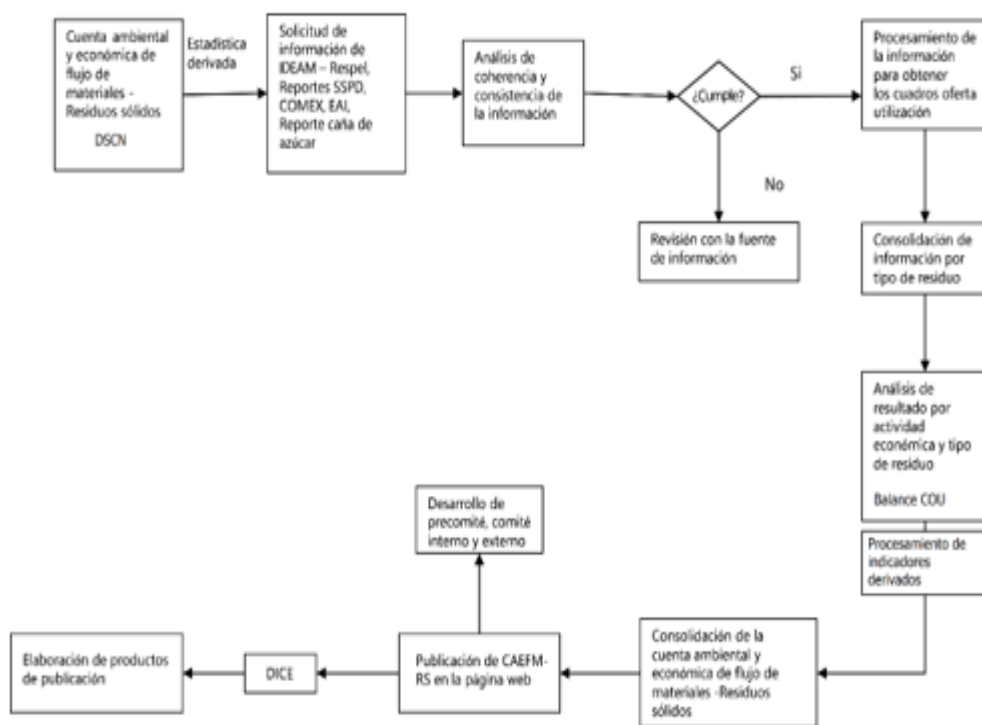 Cuenta ambiental
y económica de
flujo de
materiales -
Residuos sólidos
DSCN
Estadística
derivada
Solicitud de
información de
IDEAM – Respel,
Reportes SSPD,
COMEX, EAI,
Reporte caña de
azúcar
Análisis de
coherencia y
consistencia de
la información
¿Cumple?
Si
No
Revisión con la fuente
de información
Procesamiento de
la información
para obtener
los cuadros oferta
utilización
Consolidación de
información por
tipo de residuo
Análisis de
resultado por
actividad
económica y tipo
de residuo
Balance COU
Procesamiento de
indicadores
derivados
Consolidación de la
cuenta ambiental y
económica de flujo de
materiales -Residuos
sólidos
Publicación de CAEFM-
RS en la página web
Desarrollo de
precomité, comité
interno y externo
DICE
Elaboración de productos
de publicación